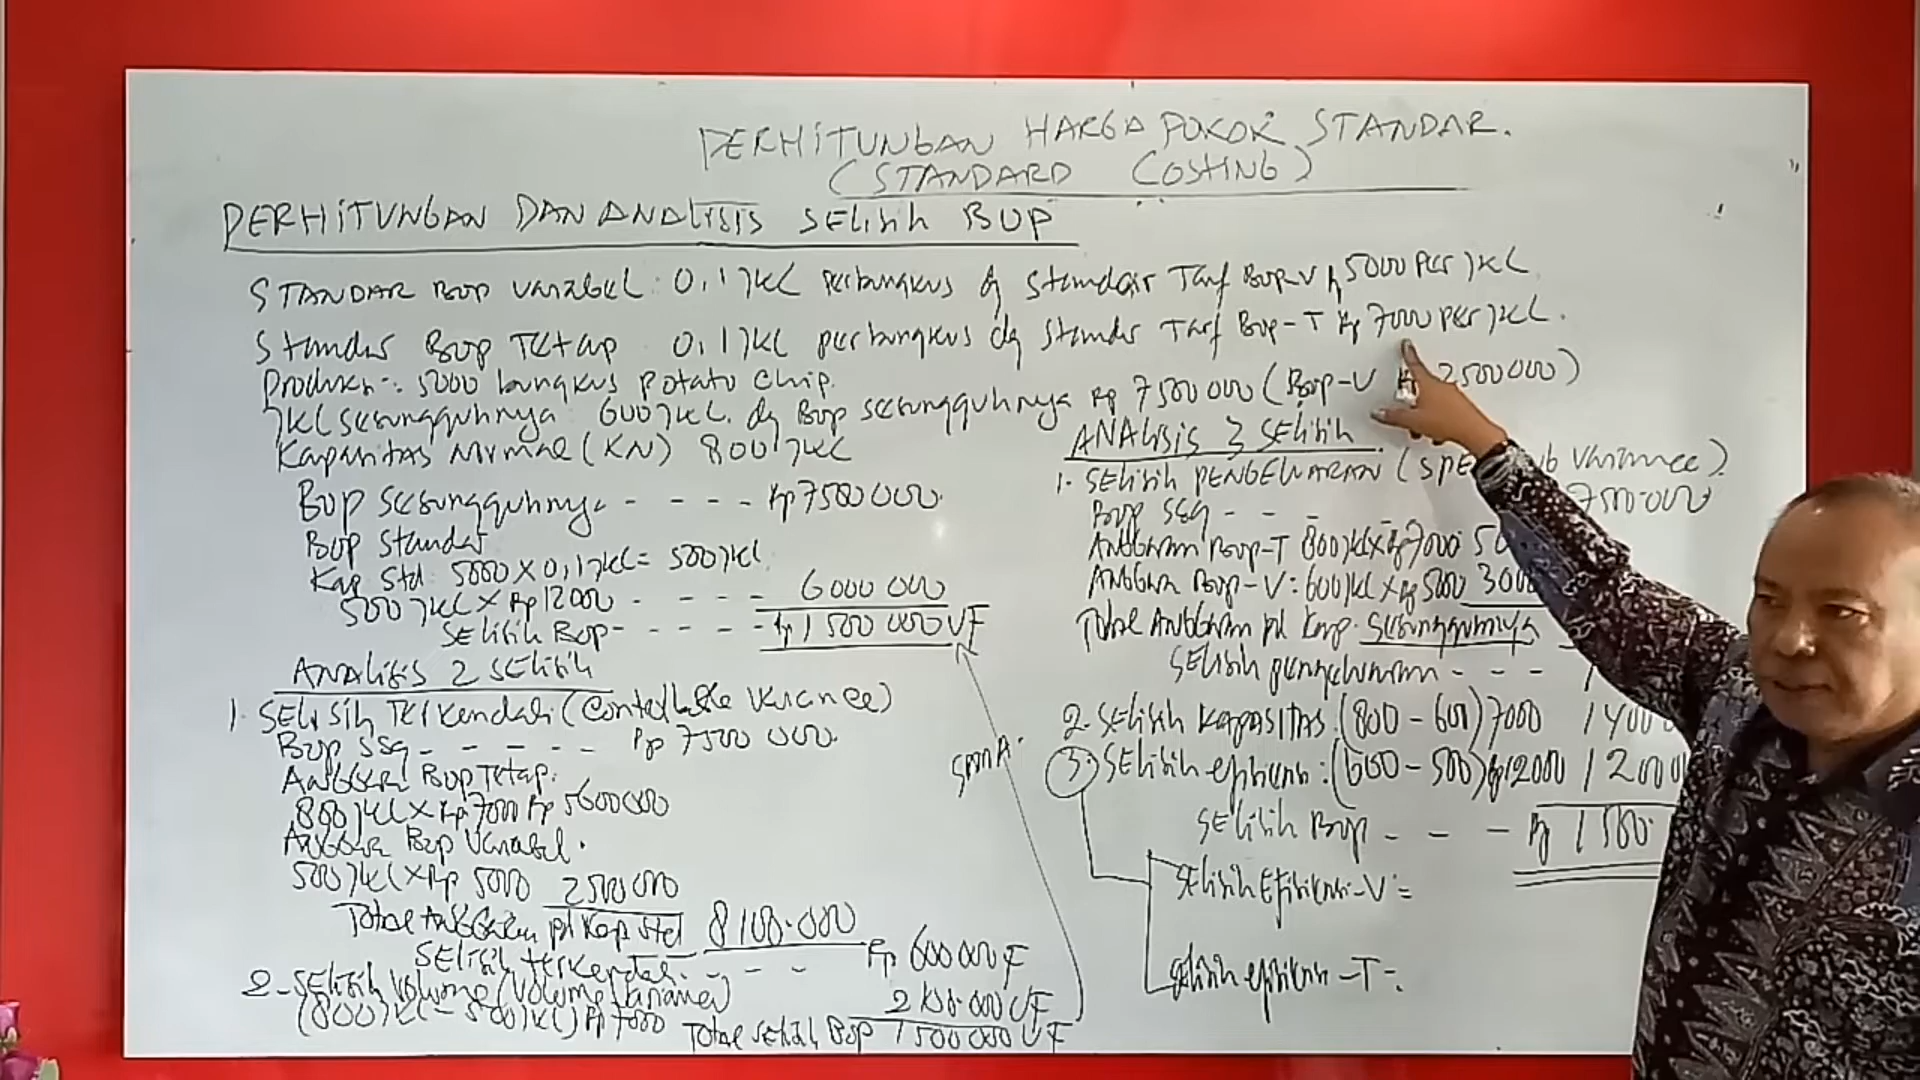 PERHITUNGAN HARGA POKOK STANDAR.
(STANDARD COSTING)
PERHITUNGAN DAN ANALISIS SELISIH BOP
STANDAR BOP VARIABEL : 0,1 JKL perbungkus dg standar Tarif BOP-V Rp 5000 per JKL
Standar BOP Tetap 0,1 JKL perbungkus dg standar Tarif BOP-T Rp 7000 per JKL.
Produksi : 5000 bungkus potato chip.
JKL sesungguhnya 600 JKL dg BOP sesungguhnya Rp 7500 000 (BOP-V Rp 2500 000)
Kapasitas Normal (KN) 800 JKL
BOP sesungguhnya - - - - Rp 7500 000
BOP standar
Kap Std 5000 X 0,1 JKL = 500 JKL
500 JKL X Rp 12000 - - - - 6000 000
Selisih BOP - - - - Rp 1 500 000 UF
ANALISIS 2 SELISIH
1. SELISIH Terkendali (Controllable Variance)
BOP ssg - - - - - Rp 7500 000.
Anggaran BOP Tetap.
800 JKL X Rp 7000 Rp 5600 000
Anggaran BOP Variabel.
500 JKL X Rp 5000 2500 000
Total Anggaran pd Kap Std 8100.000
Selisih terkendali - - - Rp 600 000 F
2 - Selisih Volume (Volume Variance)
(800 JKL - 500 JKL) Rp 7000 2 100.000 UF
Total selisih BOP 1500 000 UF
SAMA.
ANALISIS 3 SELISIH
1. SELISIH PENGELUARAN (SPE Variance)
BOP ssg - - - 7500.000
Anggaran BOP-T 800 JKL X Rp 7000
Anggaran BOP-V : 600 JKL X Rp 5000
Total Anggaran pd Kap. Sesungguhnya
Selisih pengeluaran - - -
2. Selisih kapasitas : (800 - 600) 7000
3. Selisih efisiensi : (600 - 500) Rp 12000
Selisih BOP - - - Rp
Selisih Efisiensi-V =
Selisih efisiensi -T =